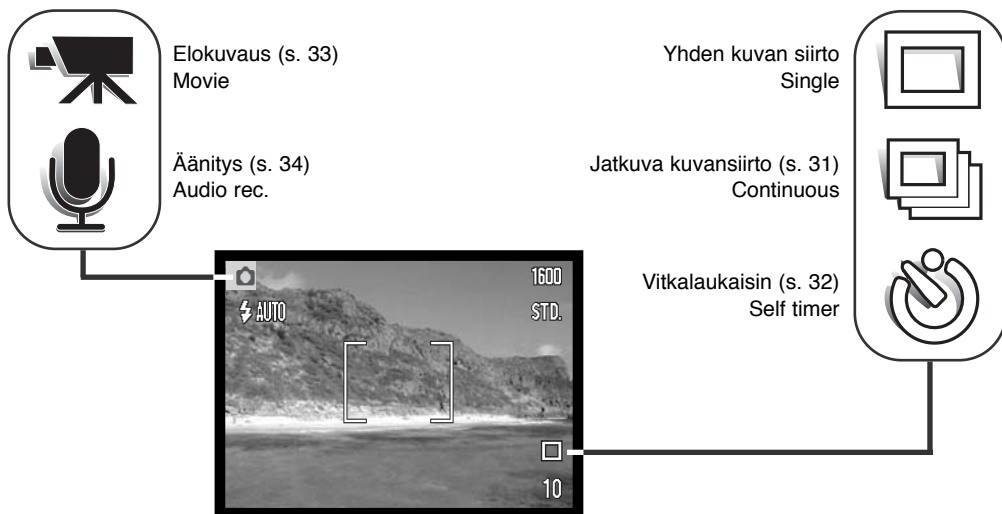 Elokuvaus (s. 33)
Movie
Äänitys (s. 34)
Audio rec.
Yhden kuvan siirto
Single
Jatkuva kuvansiirto (s. 31)
Continuous
Vitkalaukaisin (s. 32)
Self timer
1600
AUTO
STD.
10